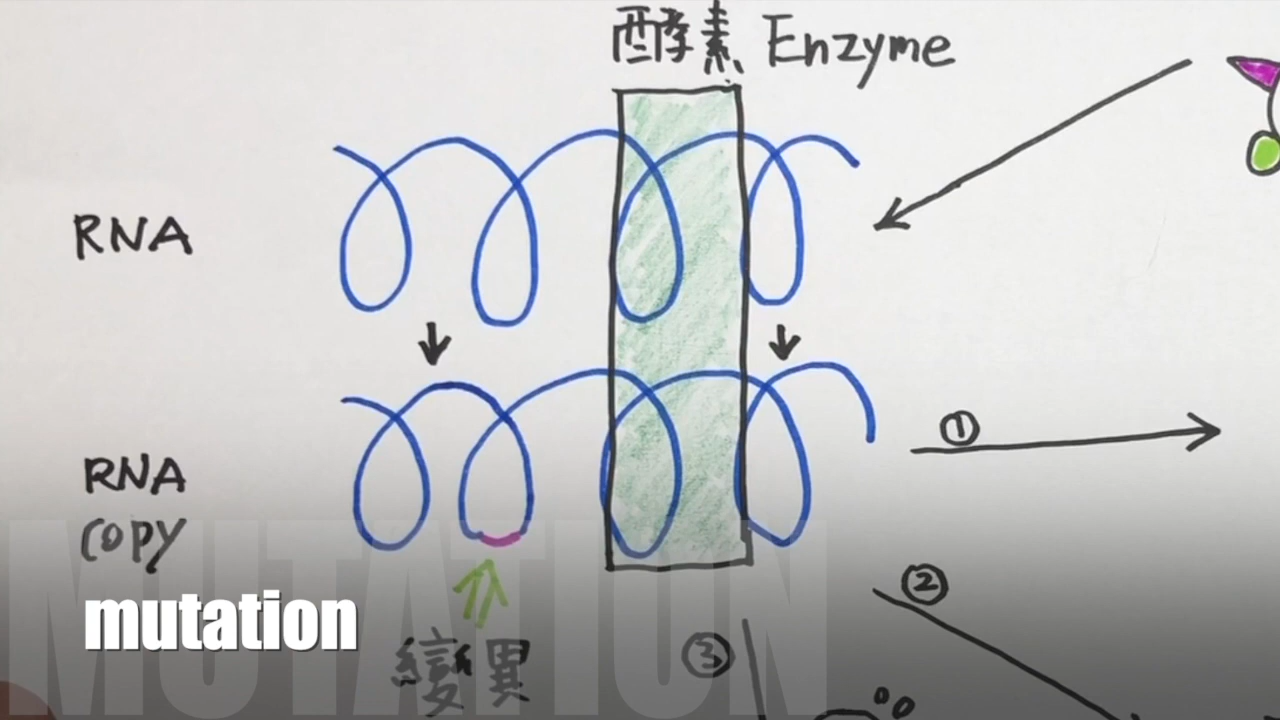 酵素 Enzyme
RNA
①
RNA
copy
MUTATION
mutation
②
變異
③